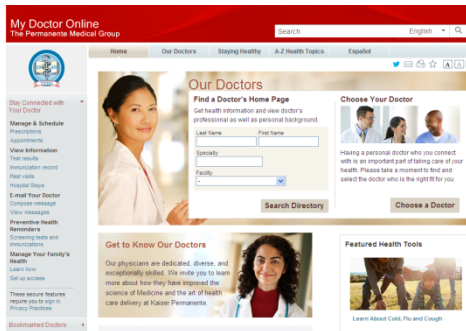 My Doctor Online
The Permanente Medical Group
Search
English
Home
Our Doctors
Staying Healthy
A-Z Health Topics
Español
A A
Stay Connected with
Your Doctor
Manage & Schedule
Prescriptions
Appointments
View Information
Test results
Immunization record
Past visits
Hospital Stays
E-mail Your Doctor
Compose message
View messages
Preventive Health
Reminders
Screening tests and
immunizations
Manage Your Family's
Health
Learn how
Set up access
These secure features
require you to sign in.
Privacy Practices
Bookmarked Doctors
Our Doctors
Find a Doctor's Home Page
Get health information and view doctor's
professional as well as personal background.
Last Name
First Name
Specialty
Facility
-
Search Directory
Choose Your Doctor
Having a personal doctor who you connect
with is an important part of taking care of your
health. Please take a moment to find and
select the doctor who is the right fit for you.
Choose a Doctor
Get to Know Our Doctors
Our physicians are dedicated, diverse, and
exceptionally skilled. We invite you to learn
more about how they have improved the
science of Medicine and the art of health
care delivery at Kaiser Permanente.
Featured Health Tools
Learn About Cold, Flu and Cough